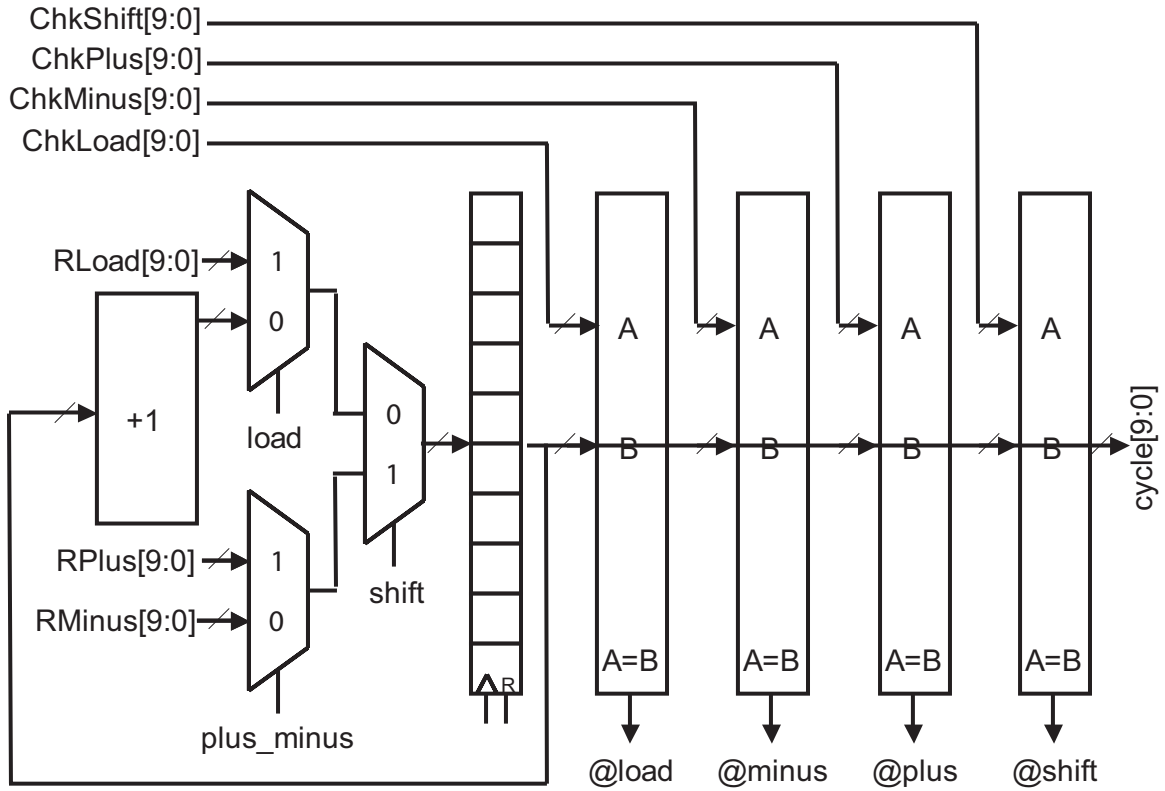 ChkShift[9:0]
ChkPlus[9:0]
ChkMinus[9:0]
ChkLoad[9:0]
RLoad[9:0]
1
0
+1
load
0
1
shift
RPlus[9:0]
1
RMinus[9:0]
0
plus_minus
R
A
A
A
A
B
B
B
B
cycle[9:0]
A=B
A=B
A=B
A=B
@load
@minus
@plus
@shift